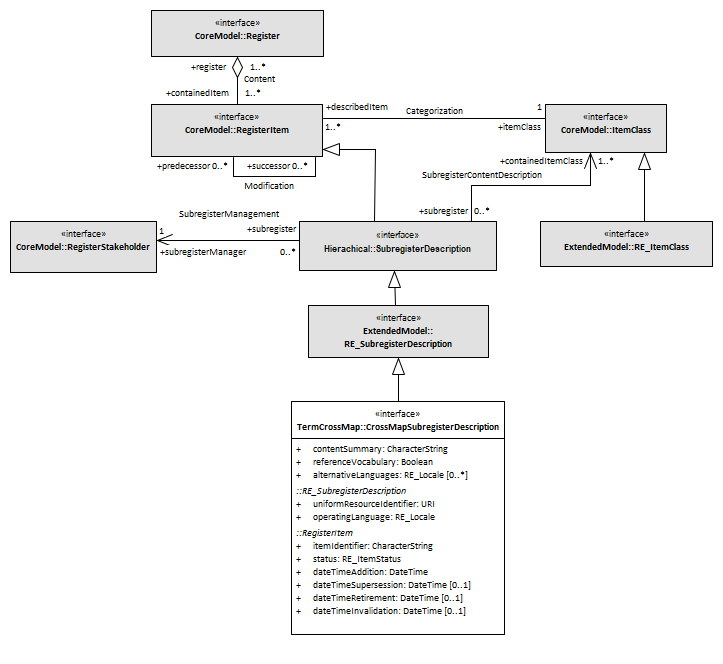 «interface»
CoreModel::Register
+register
1..*
Content
+containedItem
1..*
«interface»
CoreModel::RegisterItem
+describedItem
1..*
Categorization
1
+itemClass
«interface»
CoreModel::ItemClass
+predecessor 0..*
+successor 0..*
Modification
+containedItemClass
1..*
SubregisterContentDescription
+subregister
0..*
«interface»
CoreModel::RegisterStakeholder
SubregisterManagement
1
+subregister
+subregisterManager
0..*
«interface»
Hierachical::SubregisterDescription
«interface»
ExtendedModel::RE_ItemClass
«interface»
ExtendedModel::
RE_SubregisterDescription
«interface»
TermCrossMap::CrossMapSubregisterDescription
+ contentSummary: CharacterString
+ referenceVocabulary: Boolean
+ alternativeLanguages: RE_Locale [0..*]
::RE_SubregisterDescription
+ uniformResourceIdentifier: URI
+ operatingLanguage: RE_Locale
::RegisterItem
+ itemIdentifier: CharacterString
+ status: RE_ItemStatus
+ dateTimeAddition: DateTime
+ dateTimeSupersession: DateTime [0..1]
+ dateTimeRetirement: DateTime [0..1]
+ dateTimeInvalidation: DateTime [0..1]